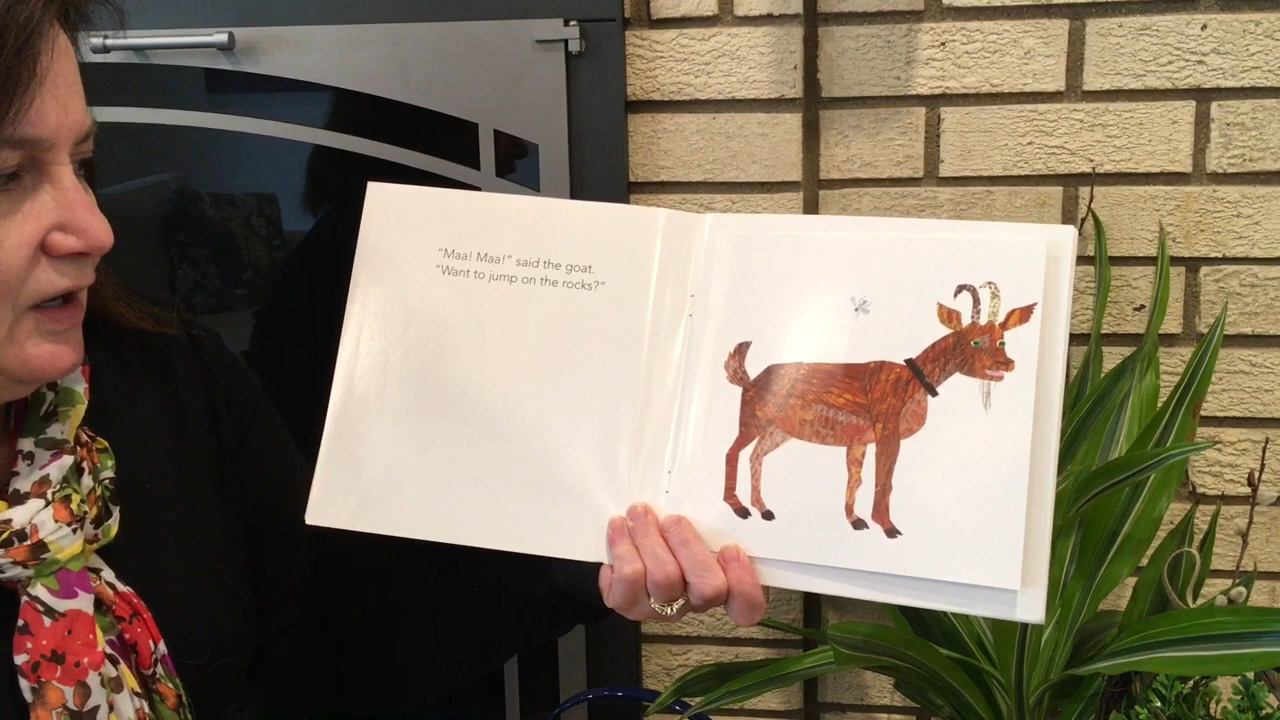 “Maa! Maa!” said the goat.
“Want to jump on the rocks?”